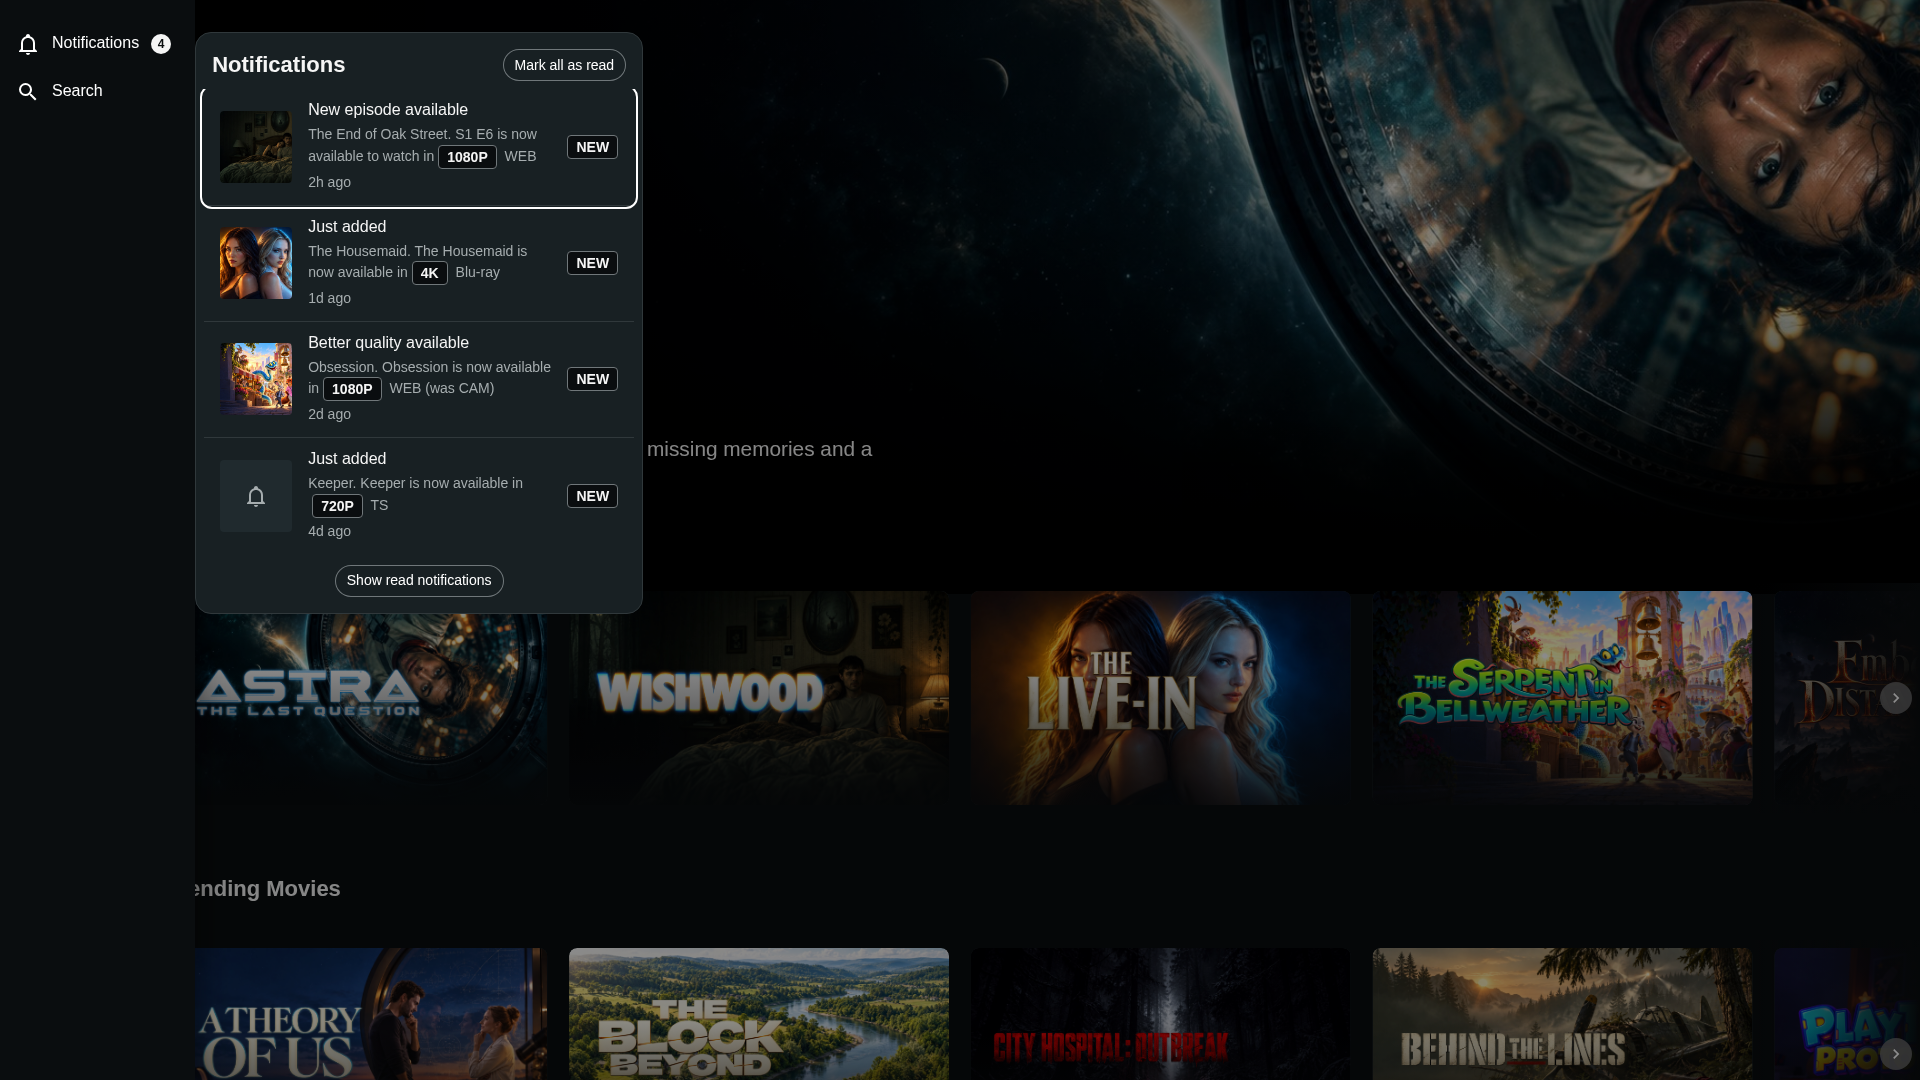 Notifications 4
Search
Notifications
Mark all as read
New episode available
The End of Oak Street. S1 E6 is now
available to watch in 1080P WEB
2h ago
NEW
Just added
The Housemaid. The Housemaid is
now available in 4K Blu-ray
1d ago
NEW
Better quality available
Obsession. Obsession is now available
in 1080P WEB (was CAM)
2d ago
NEW
Just added
Keeper. Keeper is now available in
720P TS
4d ago
NEW
Show read notifications
missing memories and a
ASTRA
THE LAST QUESTION
WISHWOOD
THE
LIVE-IN
THE SERPENT IN
BELLWEATHER
Emb
Dist
ending Movies
A THEORY
OF US
THE
BLOCK
BEYOND
CITY HOSPITAL: OUTBREAK
BEHIND THE LINES
PLAY
PRO